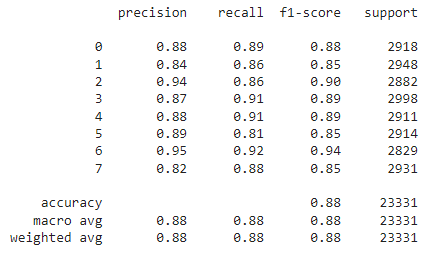 precision recall f1-score support
0 0.88 0.89 0.88 2918
1 0.84 0.86 0.85 2948
2 0.94 0.86 0.90 2882
3 0.87 0.91 0.89 2998
4 0.88 0.91 0.89 2911
5 0.89 0.81 0.85 2914
6 0.95 0.92 0.94 2829
7 0.82 0.88 0.85 2931
accuracy 0.88 23331
macro avg 0.88 0.88 0.88 23331
weighted avg 0.88 0.88 0.88 23331